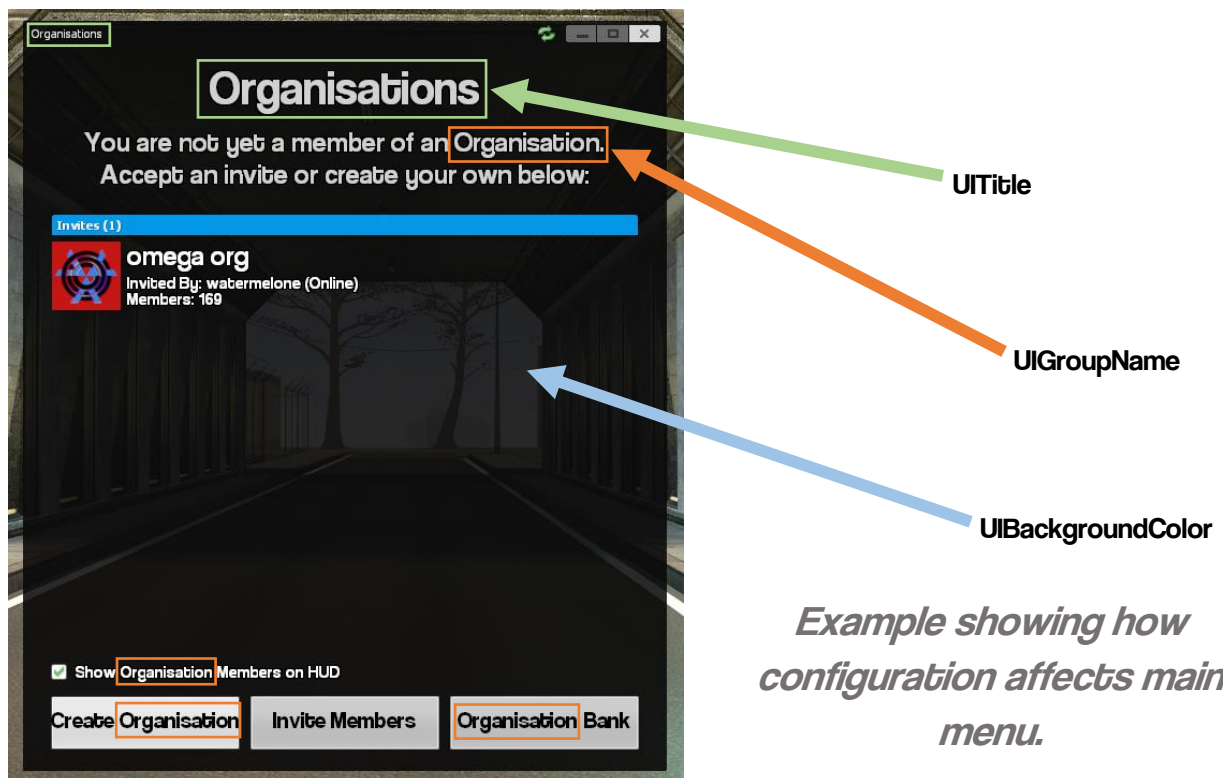 Organisations
Organisations
You are not yet a member of an Organisation.
Accept an invite or create your own below:
Invites (1)
omega org
Invited By: watermelone (Online)
Members: 169
Show Organisation Members on HUD
Create Organisation
Invite Members
Organisation Bank
UITitle
UIGroupName
UIBackgroundColor
Example showing how
configuration affects main
menu.